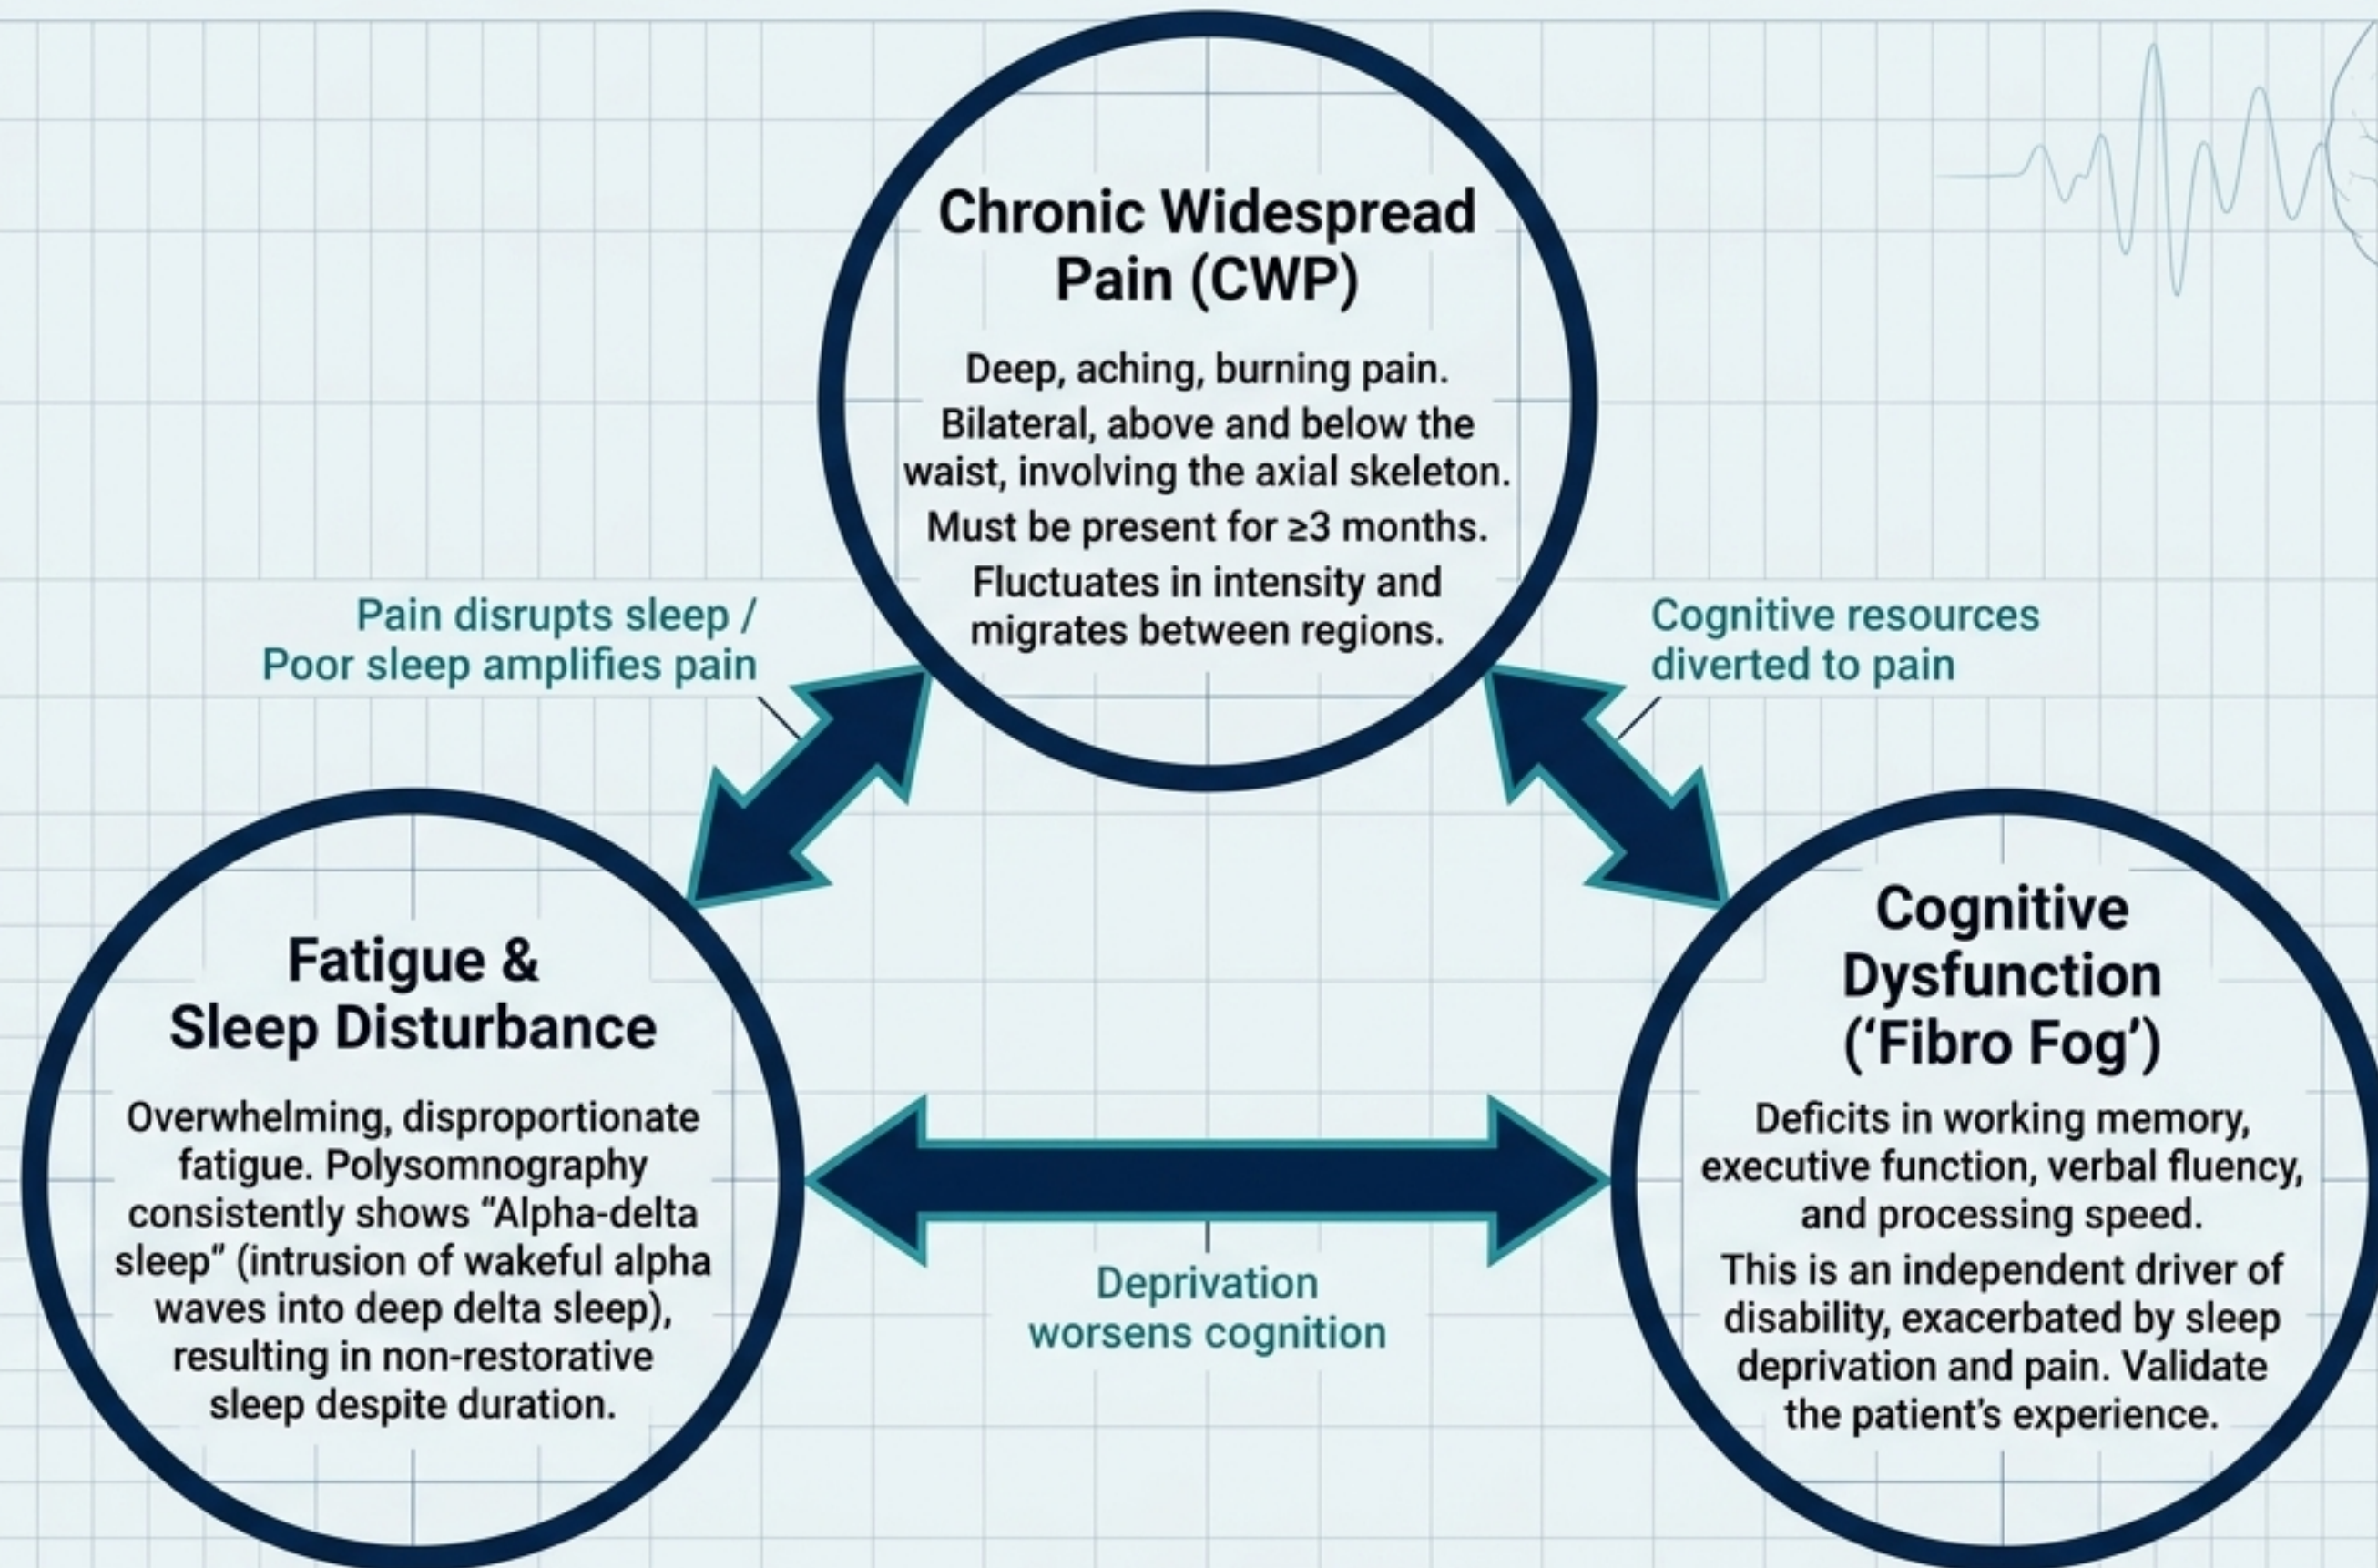 Chronic Widespread
Pain (CWP)
Deep, aching, burning pain.
Bilateral, above and below the
waist, involving the axial skeleton.
Must be present for ≥3 months.
Fluctuates in intensity and
migrates between regions.
Pain disrupts sleep /
Poor sleep amplifies pain
Cognitive resources
diverted to pain
Fatigue &
Sleep Disturbance
Overwhelming, disproportionate
fatigue. Polysomnography
consistently shows “Alpha-delta
sleep” (intrusion of wakeful alpha
waves into deep delta sleep),
resulting in non-restorative
sleep despite duration.
Deprivation
worsens cognition
Cognitive
Dysfunction
(‘Fibro Fog’)
Deficits in working memory,
executive function, verbal fluency,
and processing speed.
This is an independent driver of
disability, exacerbated by sleep
deprivation and pain. Validate
the patient’s experience.